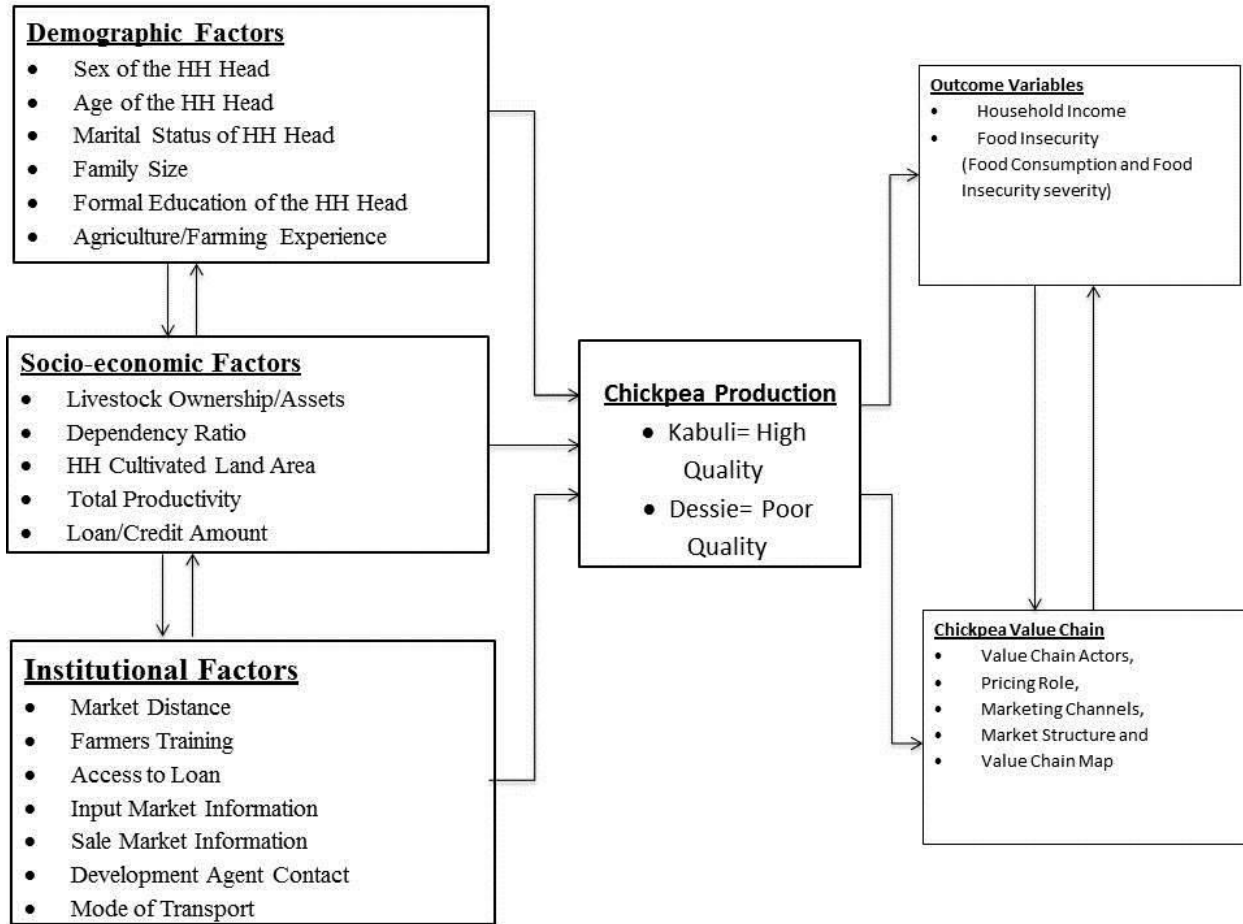 Demographic Factors
• Sex of the HH Head
• Age of the HH Head
• Marital Status of HH Head
• Family Size
• Formal Education of the HH Head
• Agriculture/Farming Experience
Socio-economic Factors
• Livestock Ownership/Assets
• Dependency Ratio
• HH Cultivated Land Area
• Total Productivity
• Loan/Credit Amount
Institutional Factors
• Market Distance
• Farmers Training
• Access to Loan
• Input Market Information
• Sale Market Information
• Development Agent Contact
• Mode of Transport
Chickpea Production
• Kabuli= High
Quality
• Dessie= Poor
Quality
Outcome Variables
• Household Income
• Food Insecurity
(Food Consumption and Food
Insecurity severity)
Chickpea Value Chain
• Value Chain Actors,
• Pricing Role,
• Marketing Channels,
• Market Structure and
• Value Chain Map